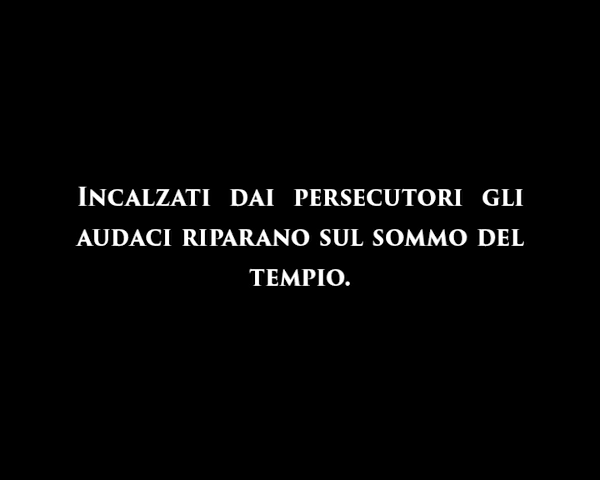 Incalzati dai persecutori gli
audaci riparano sul sommo del
tempio.